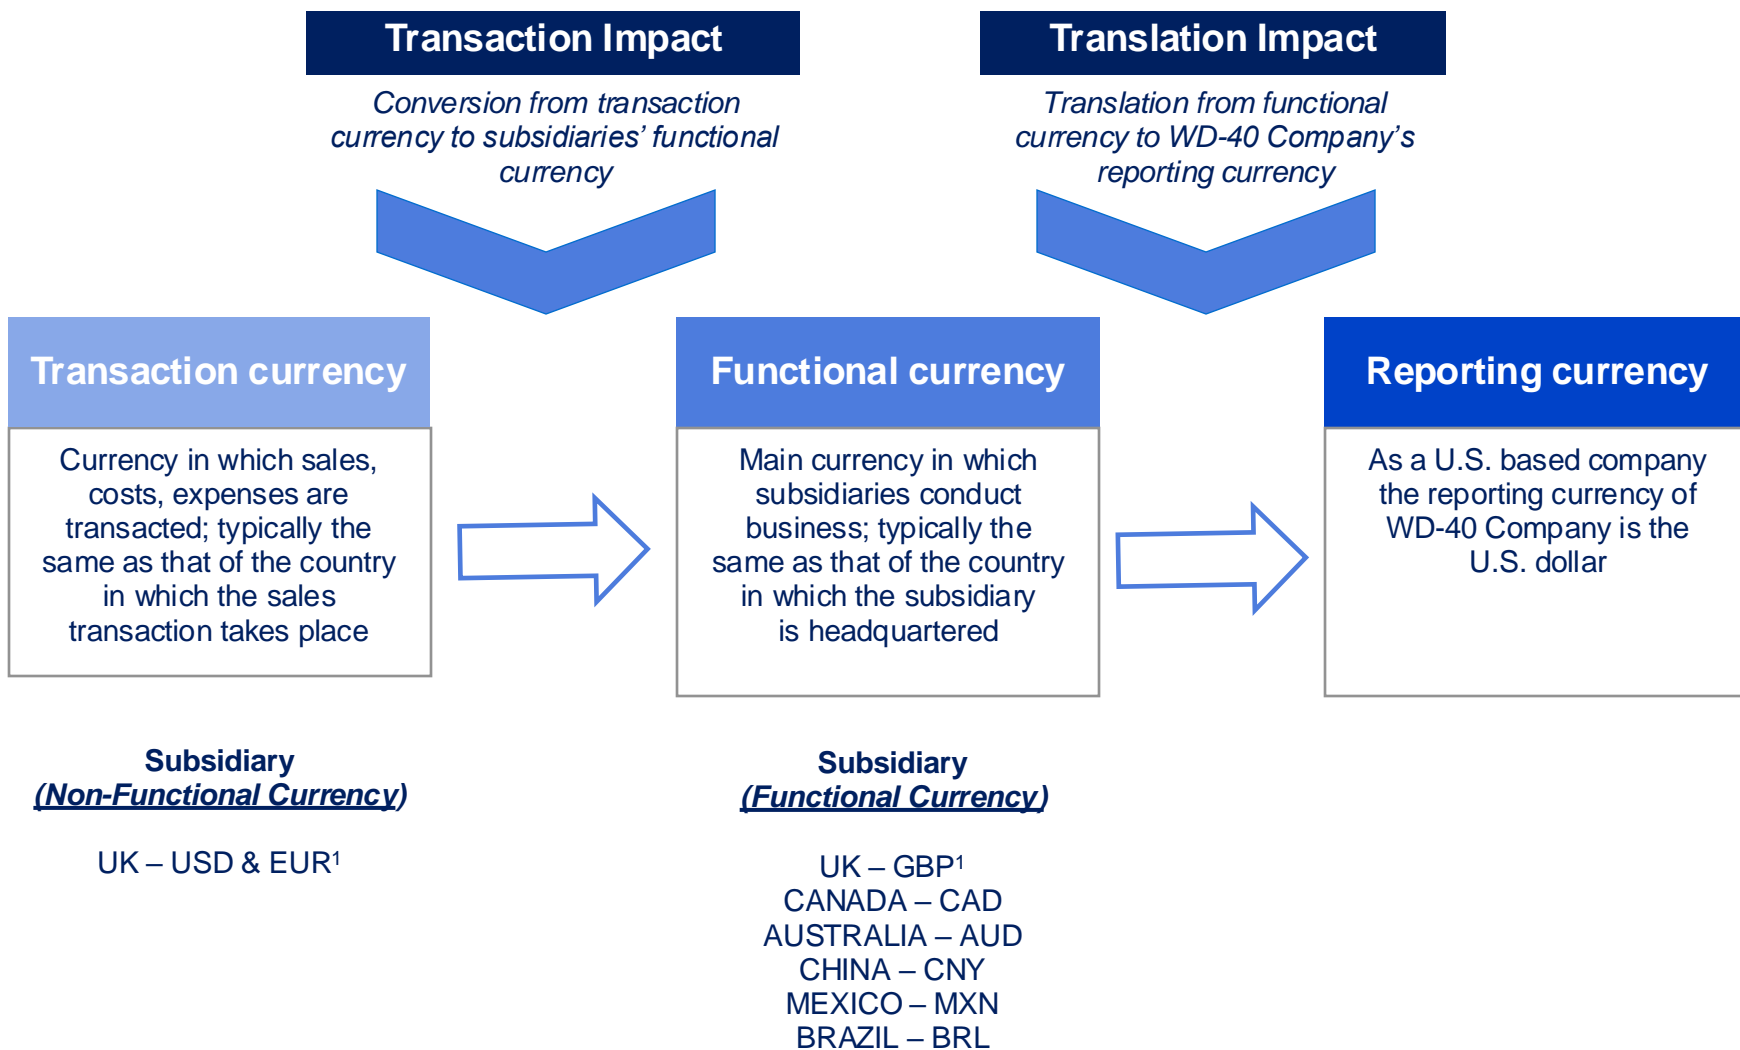 Transaction Impact
Conversion from transaction
currency to subsidiaries’ functional
currency
Translation Impact
Translation from functional
currency to WD-40 Company’s
reporting currency
Transaction currency
Currency in which sales,
costs, expenses are
transacted; typically the
same as that of the country
in which the sales
transaction takes place
Functional currency
Main currency in which
subsidiaries conduct
business; typically the
same as that of the country
in which the subsidiary
is headquartered
Reporting currency
As a U.S. based company
the reporting currency of
WD-40 Company is the
U.S. dollar
Subsidiary
(Non-Functional Currency)
UK – USD & EUR¹
Subsidiary
(Functional Currency)
UK – GBP¹
CANADA – CAD
AUSTRALIA – AUD
CHINA – CNY
MEXICO – MXN
BRAZIL – BRL